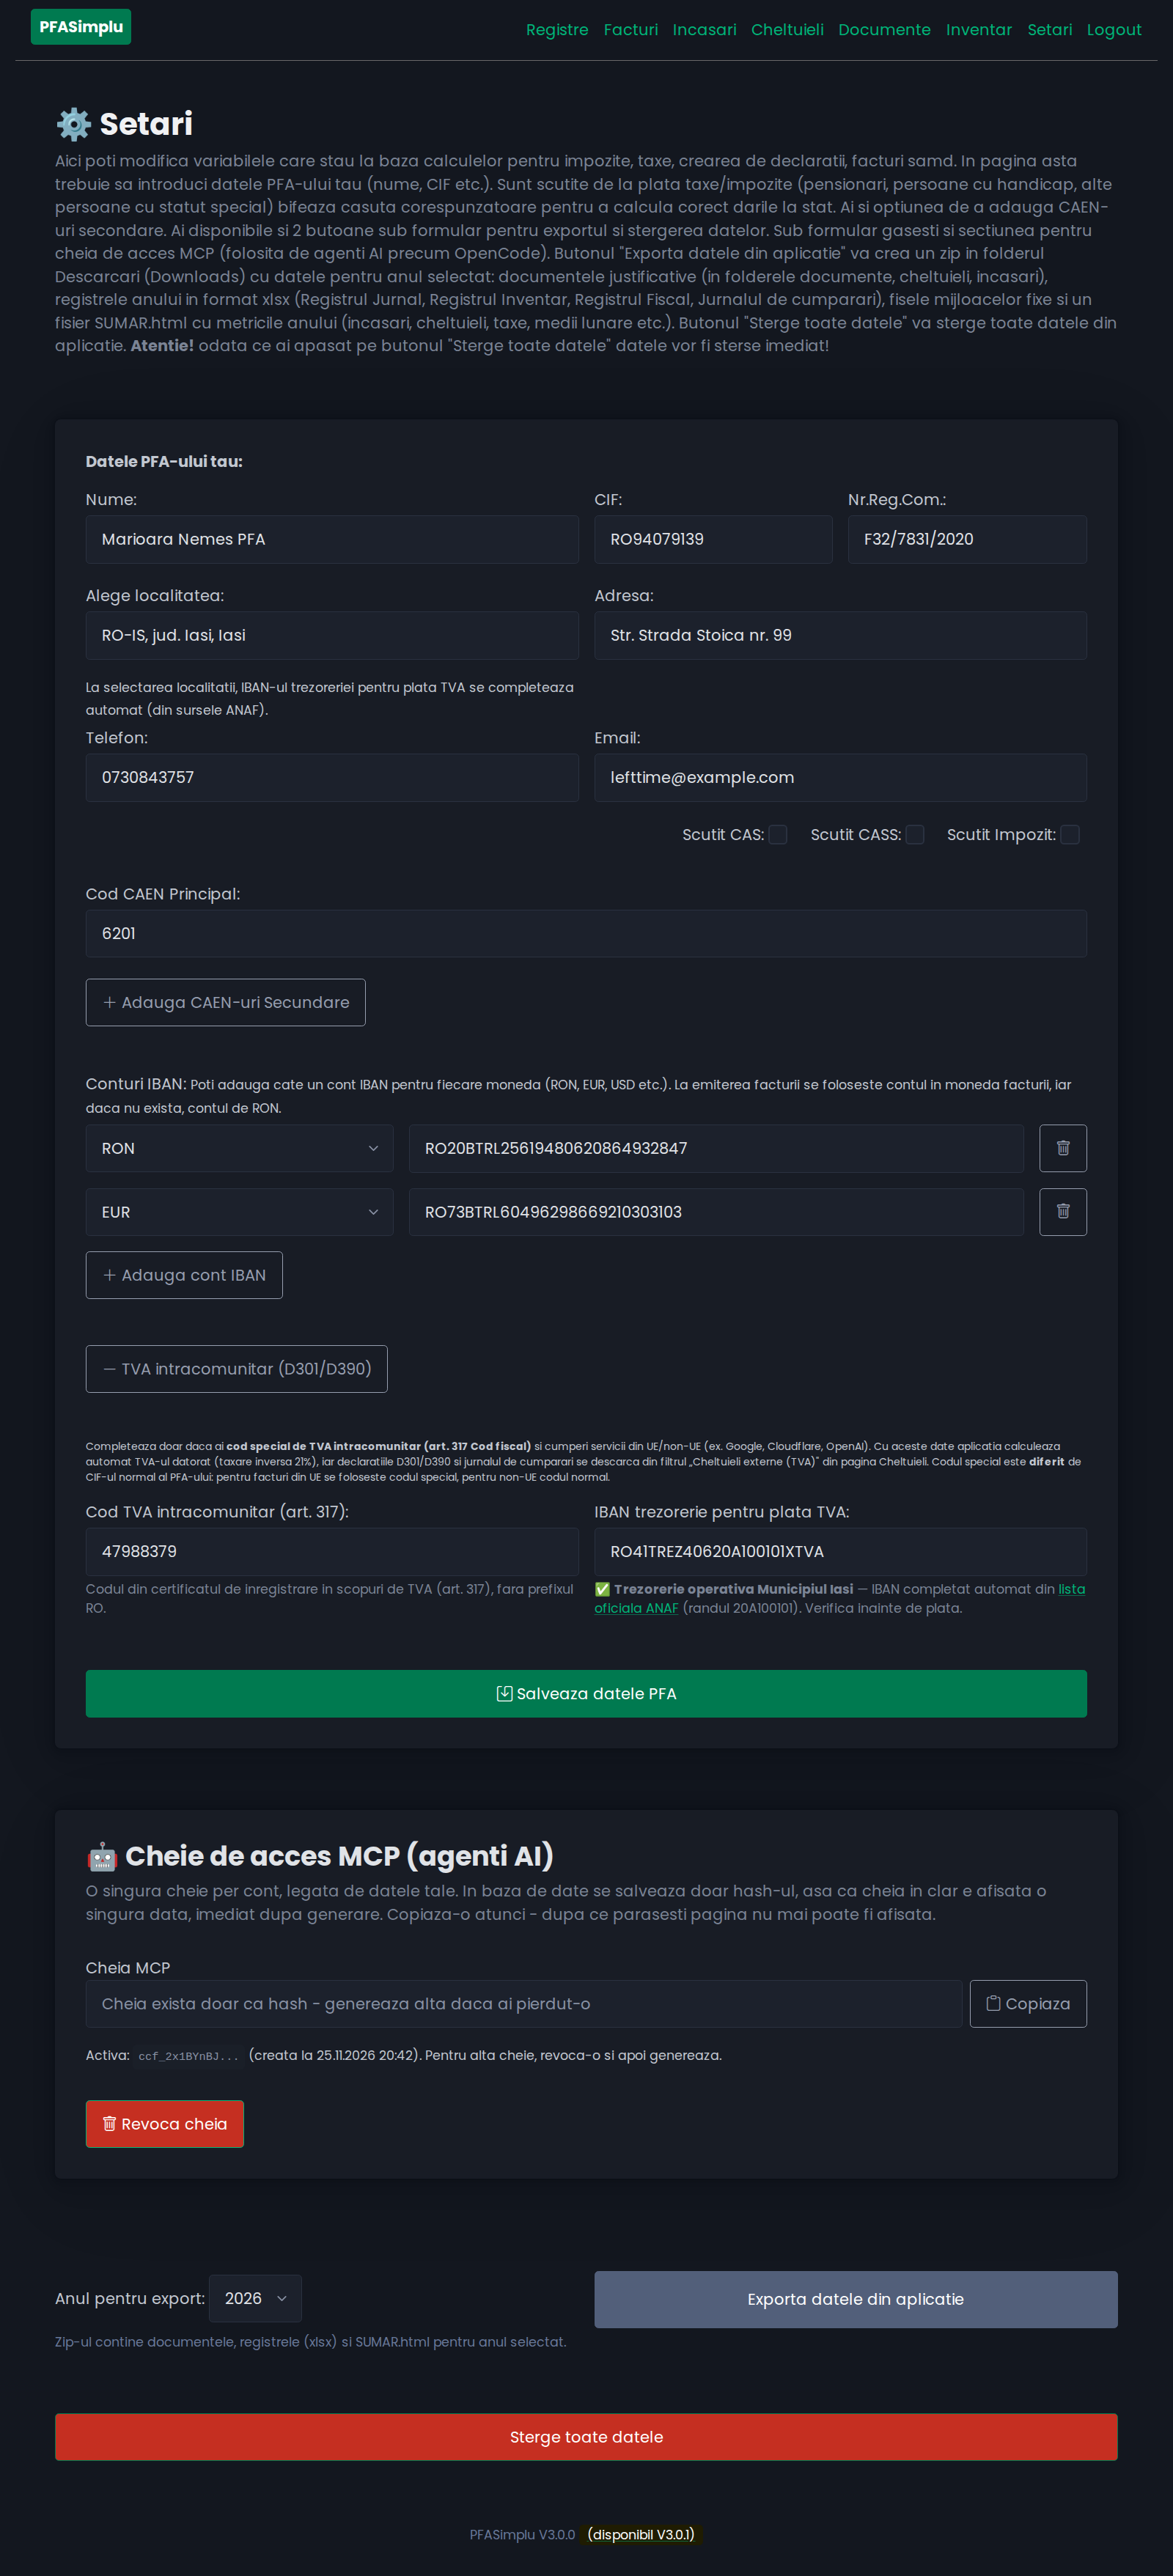 PFASimplu
Registre Facturi Incasari Cheltuieli Documente Inventar Setari Logout
⚙️ Setari
Aici poti modifica variabilele care stau la baza calculelor pentru impozite, taxe, crearea de declaratii, facturi samd. In pagina asta
trebuie sa introduci datele PFA-ului tau (nume, CIF etc.). Sunt scutite de la plata taxe/impozite (pensionari, persoane cu handicap, alte
persoane cu statut special) bifeaza casuta corespunzatoare pentru a calcula corect darile la stat. Ai si optiunea de a adauga CAEN-
uri secondare. Ai disponibile si 2 butoane sub formular pentru exportul si stergerea datelor. Sub formular gasesti si sectiunea pentru
cheia de acces MCP (folosita de agenti AI precum OpenCode). Butonul "Exporta datele din aplicatie" va crea un zip in folderul
Descarcari (Downloads) cu datele pentru anul selectat: documentele justificative (in folderele documente, cheltuieli, incasari),
registrele anului in format xlsx (Registrul Jurnal, Registrul Inventar, Registrul Fiscal, Jurnalul de cumparari), fisele mijloacelor fixe si un
fisier SUMAR.html cu metricile anului (incasari, cheltuieli, taxe, medii lunare etc.). Butonul "Sterge toate datele" va sterge toate datele din
aplicatie. Atentie! odata ce ai apasat pe butonul "Sterge toate datele" datele vor fi sterse imediat!
Datele PFA-ului tau:
Nume: CIF: Nr.Reg.Com.:
Marioara Nemes PFA RO94079139 F32/7831/2020
Alege localitatea: Adresa:
RO-IS, jud. Iasi, Iasi Str. Strada Stoica nr. 99
La selectarea localitatii, IBAN-ul trezoreriei pentru plata TVA se completeaza
automat (din sursele ANAF).
Telefon: Email:
0730843757 lefttime@example.com
Scutit CAS: Scutit CASS: Scutit Impozit:
Cod CAEN Principal:
6201
+ Adauga CAEN-uri Secundare
Conturi IBAN: Poti adauga cate un cont IBAN pentru fiecare moneda (RON, EUR, USD etc.). La emiterea facturii se foloseste contul in moneda facturii, iar
daca nu exista, contul de RON.
RON RO20BTRL25619480620864932847
EUR RO73BTRL60496298669210303103
+ Adauga cont IBAN
− TVA intracomunitar (D301/D390)
Completeaza doar daca ai cod special de TVA intracomunitar (art. 317 Cod fiscal) si cumperi servicii din UE/non-UE (ex. Google, Cloudflare, OpenAI). Cu aceste date aplicatia calculeaza
automat TVA-ul datorat (taxare inversa 21%), iar declaratiile D301/D390 si jurnalul de cumparari se descarca din filtrul „Cheltuieli externe (TVA)" din pagina Cheltuieli. Codul special este diferit de
CIF-ul normal al PFA-ului: pentru facturi din UE se foloseste codul special, pentru non-UE codul normal.
Cod TVA intracomunitar (art. 317): IBAN trezorerie pentru plata TVA:
47988379 RO41TREZ40620A100101XTVA
Codul din certificatul de inregistrare in scopuri de TVA (art. 317), fara prefixul
RO.
✅ Trezorerie operativa Municipiul Iasi — IBAN completat automat din lista
oficiala ANAF (randul 20A100101). Verifica inainte de plata.
Salveaza datele PFA
🤖 Cheie de acces MCP (agenti AI)
O singura cheie per cont, legata de datele tale. In baza de date se salveaza doar hash-ul, asa ca cheia in clar e afisata o
singura data, imediat dupa generare. Copiaza-o atunci - dupa ce parasesti pagina nu mai poate fi afisata.
Cheia MCP
Cheia exista doar ca hash - genereaza alta daca ai pierdut-o Copiaza
Activa: ccf_2x1BYnBJ... (creata la 25.11.2026 20:42). Pentru alta cheie, revoca-o si apoi genereaza.
Revoca cheia
Anul pentru export: 2026 Exporta datele din aplicatie
Zip-ul contine documentele, registrele (xlsx) si SUMAR.html pentru anul selectat.
Sterge toate datele
PFASimplu V3.0.0 (disponibil V3.0.1)